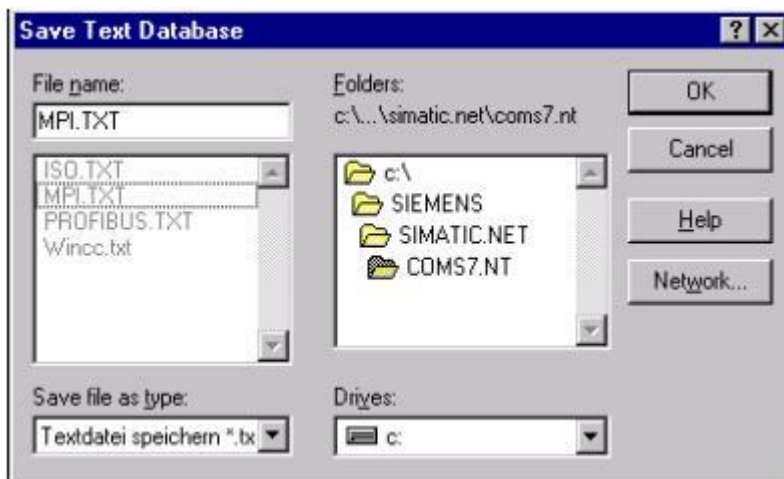 Save Text Database
File name:
MPI.TXT
ISO.TXT
MPI.TXT
PROFIBUS.TXT
Wincc.txt
Save file as type:
Textdatei speichern *.tx
Folders:
c:\...\simatic.net\coms7.nt
c:\
SIEMENS
SIMATIC.NET
COMS7.NT
Drives:
c:
OK
Cancel
Help
Network...